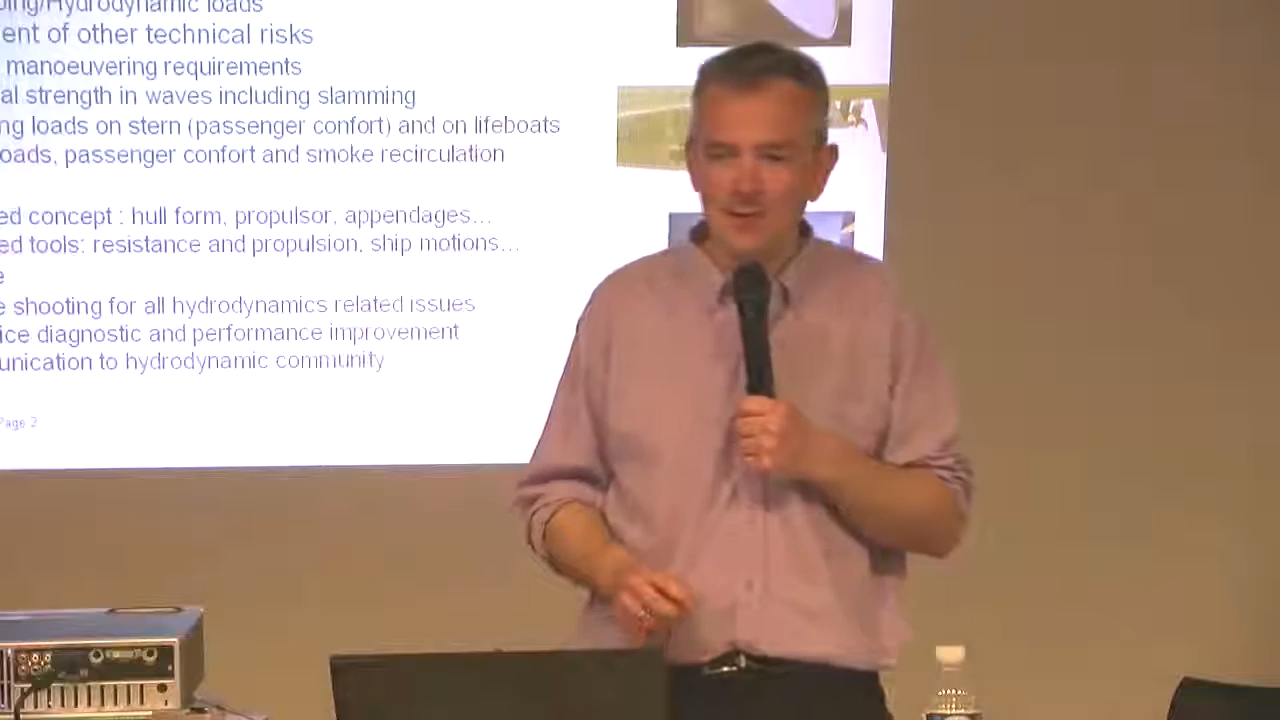 ping/Hydrodynamic loads
ent of other technical risks
manoeuvering requirements
al strength in waves including slamming
ng loads on stern (passenger confort) and on lifeboats
oads, passenger confort and smoke recirculation
ed concept : hull form, propulsor, appendages...
ed tools: resistance and propulsion, ship motions...
e
e shooting for all hydrodynamics related issues
ice diagnostic and performance improvement
unication to hydrodynamic community
Page 2